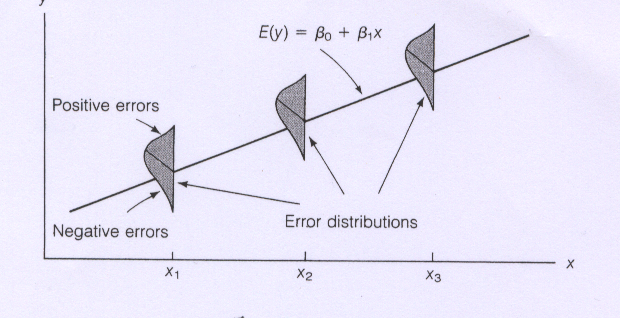 y
E(y) = β₀ + β₁x
Positive errors
Negative errors
Error distributions
x₁
x₂
x₃
x